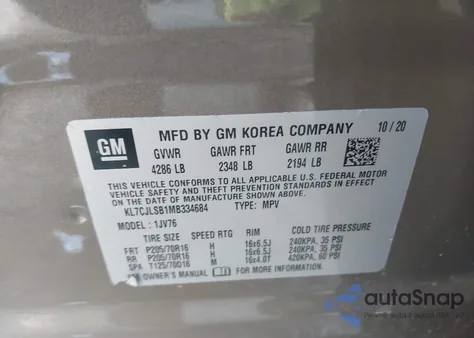 10/20
GM
MFD BY GM KOREA COMPANY
GVWR GAWR FRT GAWR RR
4286 LB 2348 LB 2194 LB
THIS VEHICLE CONFORMS TO ALL APPLICABLE U.S. FEDERAL MOTOR
VEHICLE SAFETY AND THEFT PREVENTION STANDARDS IN EFFECT
ON THE DATE OF MANUFACTURE SHOWN ABOVE.
KL7CJLSB1MB334684 TYPE: MPV
MODEL : 1JV76
TIRE SIZE SPEED RTG RIM COLD TIRE PRESSURE
FRT P205/70R16 H 16x6.5J 240KPA, 35 PSI
RR P205/70R16 H 16x6.5J 240KPA, 35 PSI
SPA T125/70D16 M 16x4.0T 420KPA, 60 PSI
SEE OWNER'S MANUAL FOR ADDITIONAL INFORMATION.
autoSnap